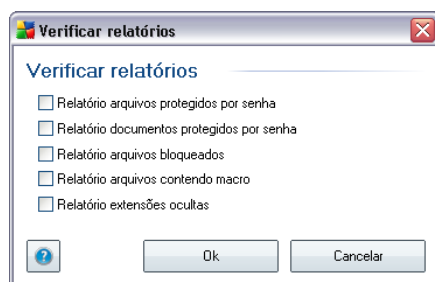 Verificar relatórios
Verificar relatórios
Relatório arquivos protegidos por senha
Relatório documentos protegidos por senha
Relatório arquivos bloqueados
Relatório arquivos contendo macro
Relatório extensões ocultas
? Ok Cancelar